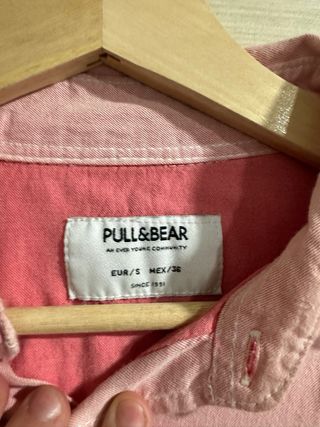 PULL&BEAR
AN EVER YOUNG COMMUNITY
EUR/S MEX/36
SINCE 1991